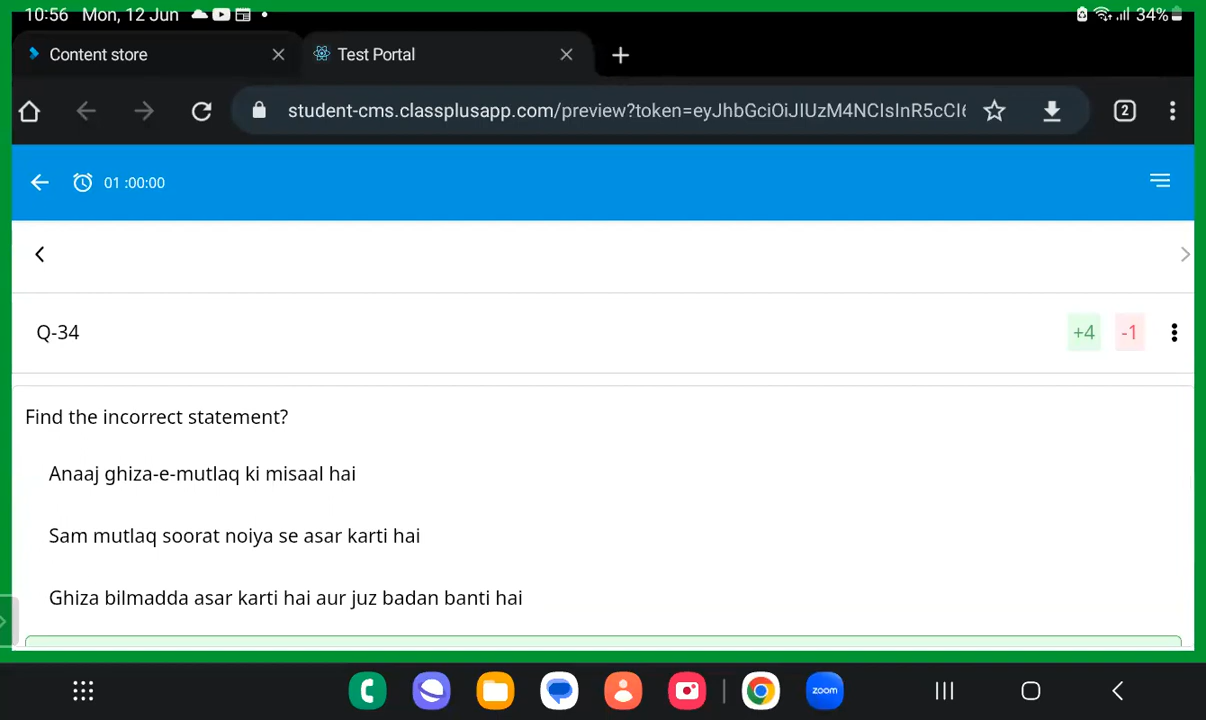 10:56 Mon, 12 Jun • 34%
Content store Test Portal
student-cms.classplusapp.com/preview?token=eyJhbGciOiJIUzM4NCIsInR5cCI6
2
01 :00:00
Q-34 +4 -1
Find the incorrect statement?
Anaaj ghiza-e-mutlaq ki misaal hai
Sam mutlaq soorat noiya se asar karti hai
Ghiza bilmadda asar karti hai aur juz badan banti hai
zoom